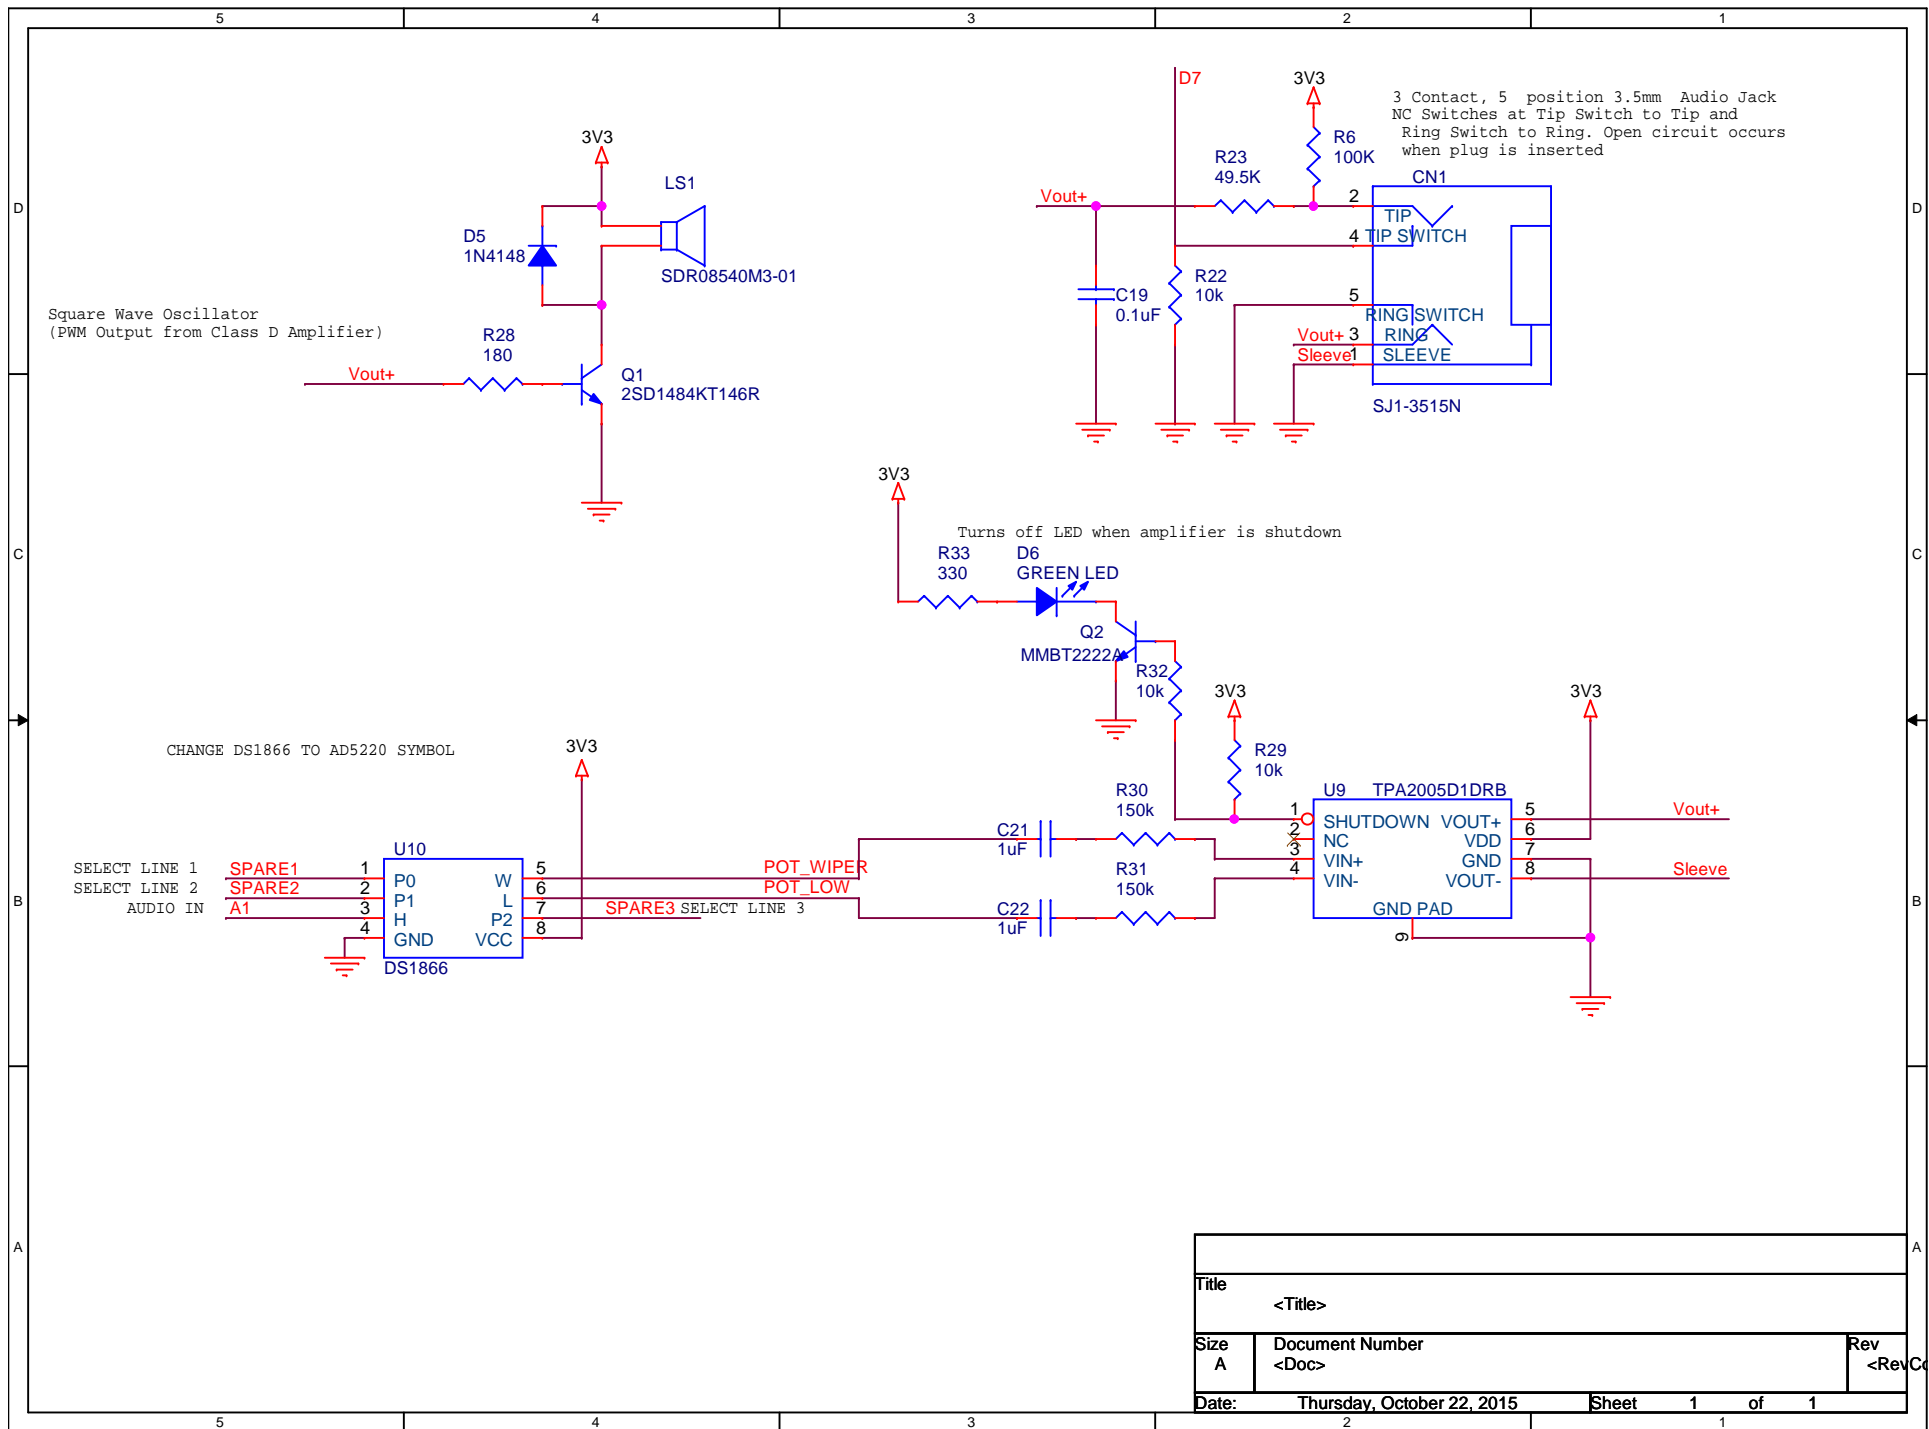 5 4 3 2 1
D
C
B
A
D
C
B
A
3V3
LS1
D5
1N4148
SDR08540M3-01
Square Wave Oscillator
(PWM Output from Class D Amplifier)
R28
180
Vout+
Q1
2SD1484KT146R
D7
3V3
3 Contact, 5 position 3.5mm Audio Jack
NC Switches at Tip Switch to Tip and
Ring Switch to Ring. Open circuit occurs
when plug is inserted
R6
100K
R23
49.5K
CN1
Vout+
2
TIP
4
TIP SWITCH
R22
10k
C19
0.1uF
5
RING SWITCH
Vout+ 3 RING
Sleeve 1 SLEEVE
SJ1-3515N
3V3
Turns off LED when amplifier is shutdown
R33
330
D6
GREEN LED
Q2
MMBT2222A
R32
10k
3V3
3V3
R29
10k
CHANGE DS1866 TO AD5220 SYMBOL
3V3
R30
150k
U9 TPA2005D1DRB
1 SHUTDOWN VOUT+ 5 Vout+
2 NC VDD 6
3 VIN+ GND 7
4 VIN- VOUT- 8 Sleeve
GND PAD
9
C21
1uF
R31
150k
C22
1uF
U10
SELECT LINE 1 SPARE1 1 P0 W 5 POT_WIPER
SELECT LINE 2 SPARE2 2 P1 L 6 POT_LOW
AUDIO IN A1 3 H P2 7 SPARE3 SELECT LINE 3
4 GND VCC 8
DS1866
Title
<Title>
Size
A
Document Number
<Doc>
Rev
<RevCo
Date: Thursday, October 22, 2015 Sheet 1 of 1
5 4 3 2 1